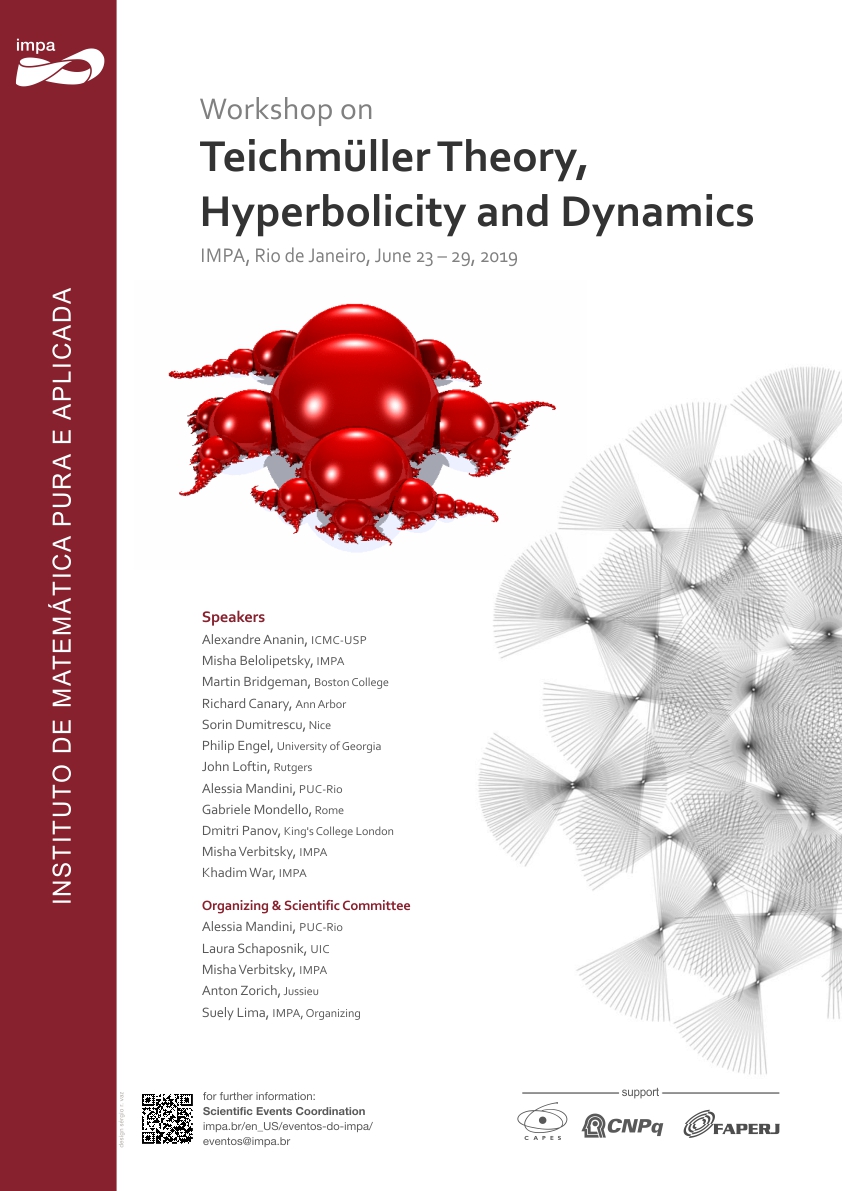 impa
INSTITUTO DE MATEMÁTICA PURA E APLICADA
Workshop on
Teichmüller Theory,
Hyperbolicity and Dynamics
IMPA, Rio de Janeiro, June 23 – 29, 2019
Speakers
Alexandre Ananin, ICMC-USP
Misha Belolipetsky, IMPA
Martin Bridgeman, Boston College
Richard Canary, Ann Arbor
Sorin Dumitrescu, Nice
Philip Engel, University of Georgia
John Loftin, Rutgers
Alessia Mandini, PUC-Rio
Gabriele Mondello, Rome
Dmitri Panov, King's College London
Misha Verbitsky, IMPA
Khadim War, IMPA
Organizing & Scientific Committee
Alessia Mandini, PUC-Rio
Laura Schaposnik, UIC
Misha Verbitsky, IMPA
Anton Zorich, Jussieu
Suely Lima, IMPA, Organizing
design sergio r. vaz
for further information:
Scientific Events Coordination
impa.br/en_US/eventos-do-impa/
eventos@impa.br
support
CAPES
CNPq
FAPERJ